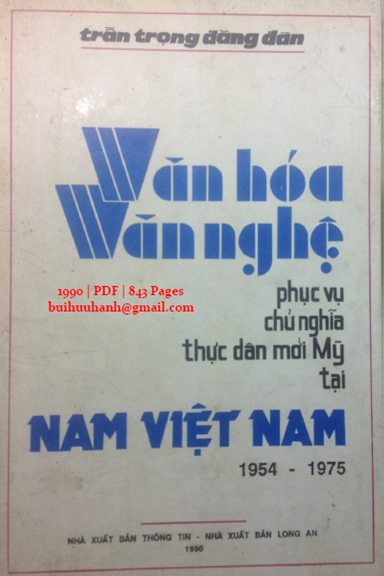 trần trọng đăng đàn
Văn hóa
Văn nghệ
1990 | PDF | 843 Pages
buihuuhanh@gmail.com
phục vụ
chủ nghĩa
thực dân mới Mỹ
tại
NAM VIỆT NAM
1954 - 1975
NHÀ XUẤT BẢN THÔNG TIN - NHÀ XUẤT BẢN LONG AN
1990